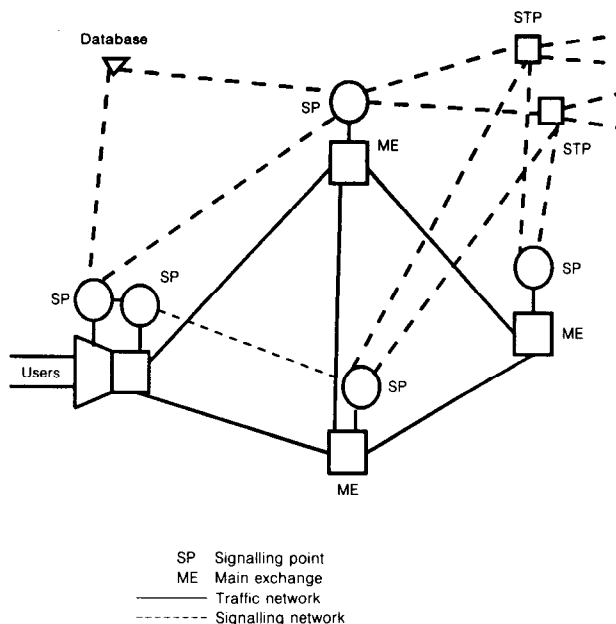 STP
Database
SP
ME
STP
SP
SP
SP
ME
Users
SP
ME
SP Signalling point
ME Main exchange
Traffic network
Signalling network